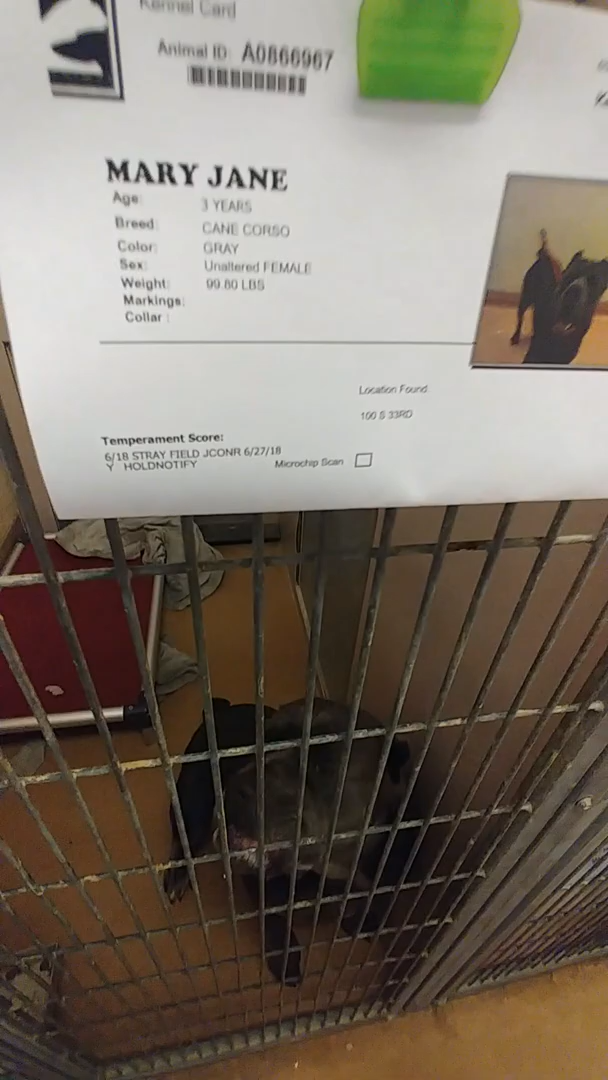 Kennel Card
Animal ID: A0866967
MARY JANE
Age: 3 YEARS
Breed: CANE CORSO
Color: GRAY
Sex: Unaltered FEMALE
Weight: 99.80 LBS
Markings:
Collar :
Location Found
100 S 33RD
Temperament Score:
6/18 STRAY FIELD JCONR 6/27/18
Y HOLDNOTIFY
Microchip Scan